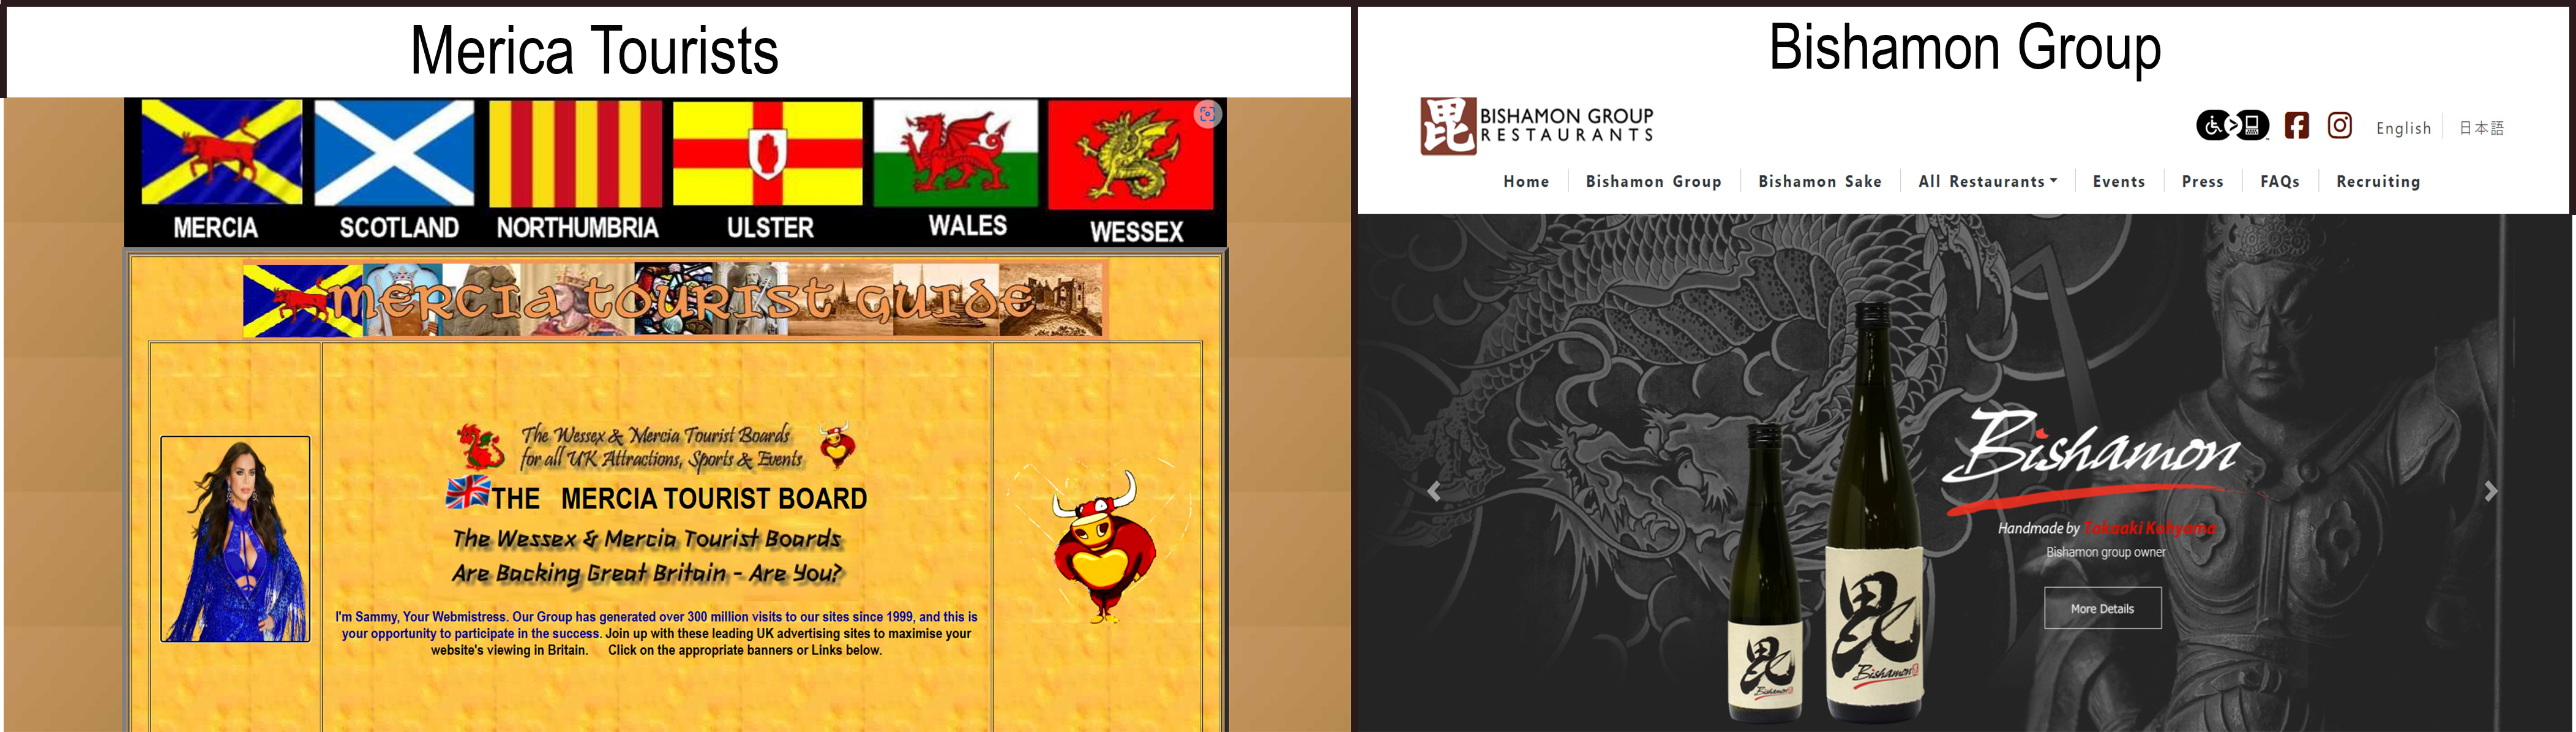 Merica Tourists
MERCIA
SCOTLAND
NORTHUMBRIA
ULSTER
WALES
WESSEX
mercia tourist guide
The Wessex & Mercia Tourist Boards
for all UK Attractions, Sports & Events
THE MERCIA TOURIST BOARD
The Wessex & Mercia Tourist Boards
Are Backing Great Britain - Are You?
I'm Sammy, Your Webmistress. Our Group has generated over 300 million visits to our sites since 1999, and this is
your opportunity to participate in the success. Join up with these leading UK advertising sites to maximise your
website's viewing in Britain. Click on the appropriate banners or Links below.
Bishamon Group
毘
BISHAMON GROUP
RESTAURANTS
English
日本語
Home
Bishamon Group
Bishamon Sake
All Restaurants
Events
Press
FAQs
Recruiting
Bishamon
Handmade by Takaaki Kohyama
Bishamon group owner
More Details
毘
Bishamon
毘
Bishamon